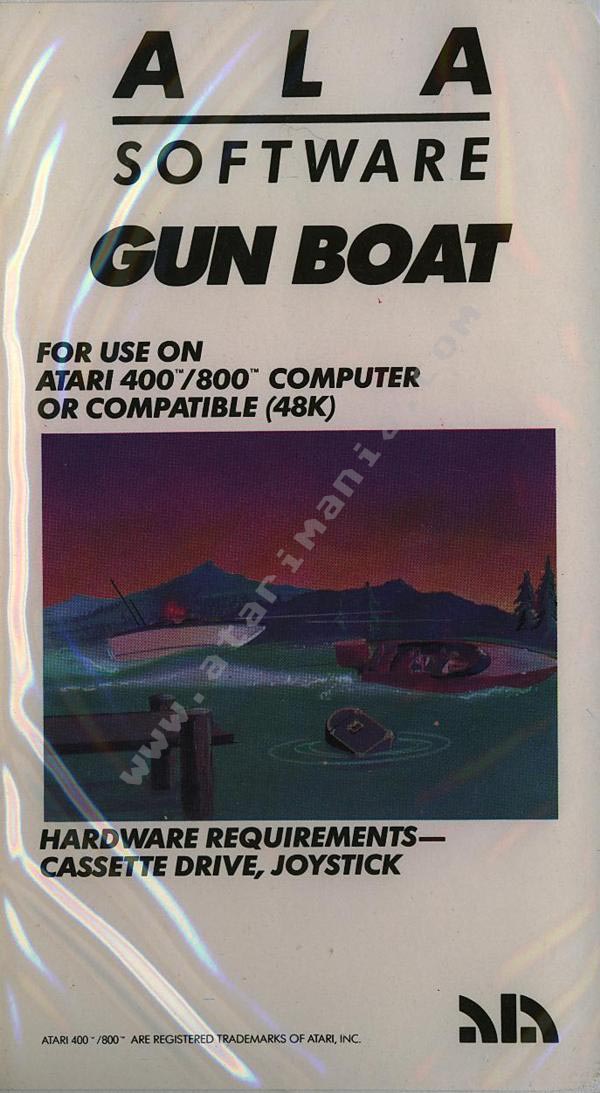 A L A
SOFTWARE
GUN BOAT
FOR USE ON
ATARI 400™/800™ COMPUTER
OR COMPATIBLE (48K)
www.atarimania.com
HARDWARE REQUIREMENTS—
CASSETTE DRIVE, JOYSTICK
ala
ATARI 400™/800™ ARE REGISTERED TRADEMARKS OF ATARI, INC.